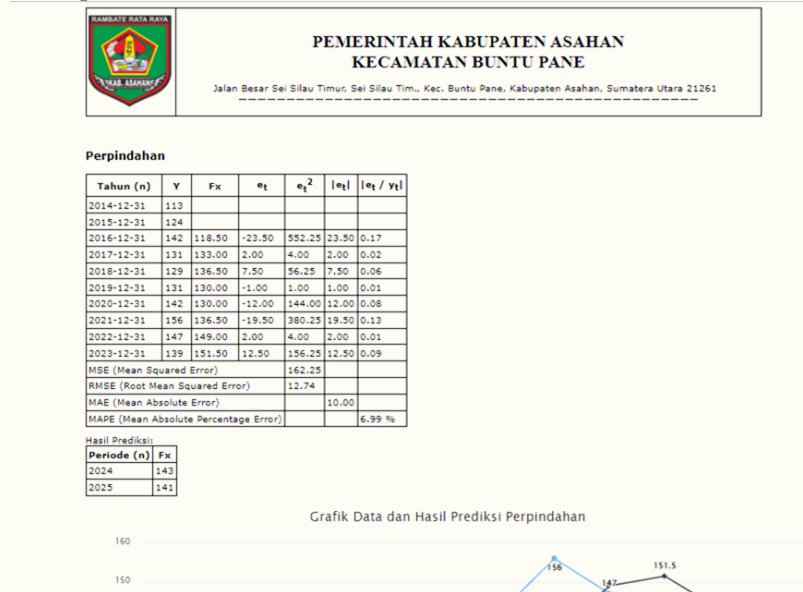 RAMBATE RATA RAYA
KAB. ASAHAN
PEMERINTAH KABUPATEN ASAHAN
KECAMATAN BUNTU PANE
Jalan Besar Sei Silau Timur, Sei Silau Tim., Kec. Buntu Pane, Kabupaten Asahan, Sumatera Utara 21261
Perpindahan
Tahun (n) Y Fx et et² |et| |et / yt|
2014-12-31 113
2015-12-31 124
2016-12-31 142 118.50 -23.50 552.25 23.50 0.17
2017-12-31 131 133.00 2.00 4.00 2.00 0.02
2018-12-31 129 136.50 7.50 56.25 7.50 0.06
2019-12-31 131 130.00 -1.00 1.00 1.00 0.01
2020-12-31 142 130.00 -12.00 144.00 12.00 0.08
2021-12-31 156 136.50 -19.50 380.25 19.50 0.13
2022-12-31 147 149.00 2.00 4.00 2.00 0.01
2023-12-31 139 151.50 12.50 156.25 12.50 0.09
MSE (Mean Squared Error) 162.25
RMSE (Root Mean Squared Error) 12.74
MAE (Mean Absolute Error) 10.00
MAPE (Mean Absolute Percentage Error) 6.99 %
Hasil Prediksi:
Periode (n) Fx
2024 143
2025 141
Grafik Data dan Hasil Prediksi Perpindahan
160
156 151.5
150
147